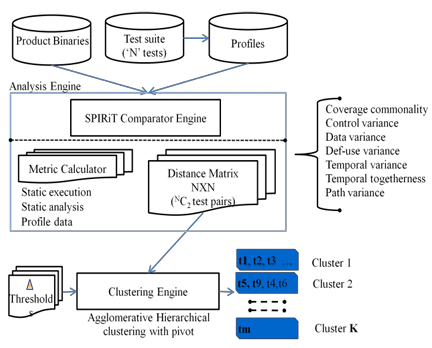 Product Binaries
Test suite
(‘N’ tests)
Profiles
Analysis Engine
SPIRiT Comparator Engine
Coverage commonality
Control variance
Data variance
Def-use variance
Temporal variance
Temporal togetherness
Path variance
Metric Calculator
Static execution
Static analysis
Profile data
Distance Matrix
NXN
(ᴺC₂ test pairs)
Threshold
s
Clustering Engine
Agglomerative Hierarchical
clustering with pivot
t1, t2, t3 …
Cluster 1
t5, t9, t4,t6
Cluster 2
tm
Cluster K